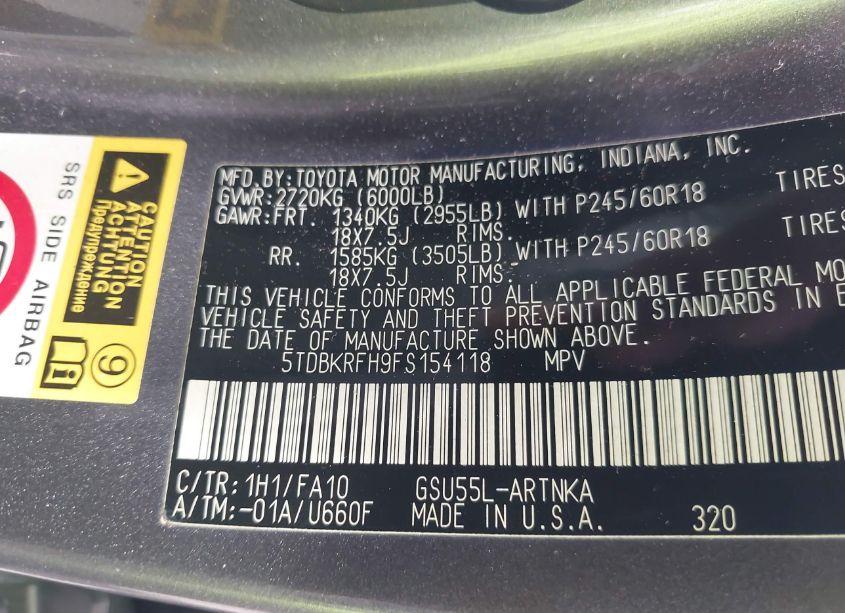 MFD.BY:TOYOTA MOTOR MANUFACTURING, INDIANA, INC.
GVWR:2720KG (6000LB)
GAWR:FRT. 1340KG (2955LB) WITH P245/60R18 TIRES
18X7.5J RIMS.
RR. 1585KG (3505LB) WITH P245/60R18 TIRES
18X7.5J RIMS.
THIS VEHICLE CONFORMS TO ALL APPLICABLE FEDERAL MO
VEHICLE SAFETY AND THEFT PREVENTION STANDARDS IN E
THE DATE OF MANUFACTURE SHOWN ABOVE.
5TDBKRFH9FS154118 MPV
C/TR: 1H1/FA10 GSU55L-ARTNKA
A/TM:-01A/U660F MADE IN U.S.A. 320
SRS SIDE AIRBAG
CAUTION
ATTENTION
ACHTUNG
Предупреждение
9
i